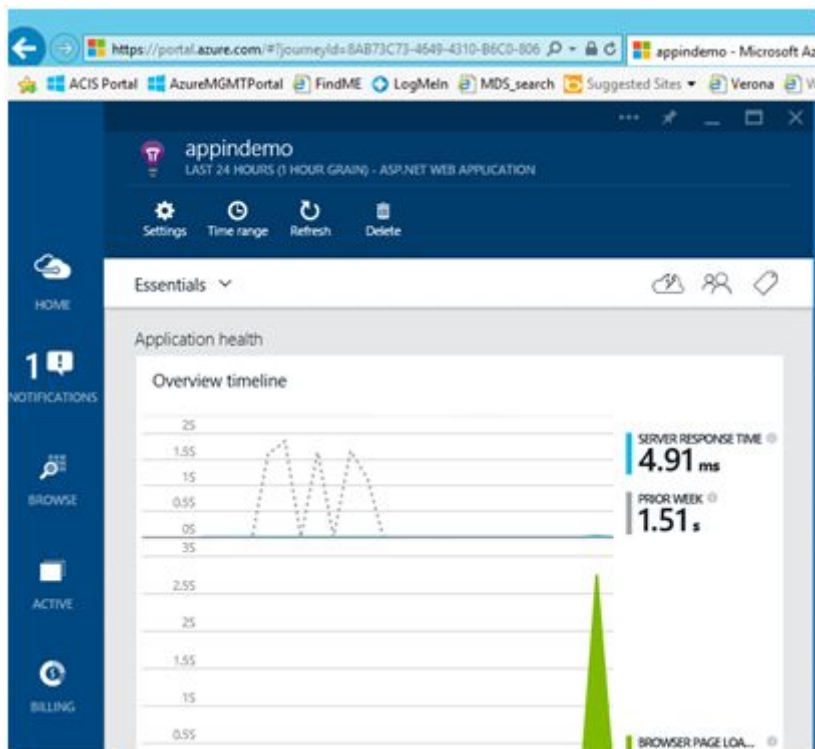 https://portal.azure.com/#?journeyId=8AB73C73-4649-4310-B6C0-806
appindemo - Microsoft Az
ACIS Portal AzureMGMTPortal FindME LogMeIn MDS_search Suggested Sites Verona
appindemo
LAST 24 HOURS (1 HOUR GRAIN) - ASP.NET WEB APPLICATION
Settings Time range Refresh Delete
Essentials
HOME
Application health
1
NOTIFICATIONS
Overview timeline
2S
1.5S
1S
0.5S
0S
SERVER RESPONSE TIME
4.91 ms
PRIOR WEEK
1.51 s
BROWSE
3S
2.5S
2S
1.5S
1S
0.5S
ACTIVE
BILLING
BROWSER PAGE LOA...